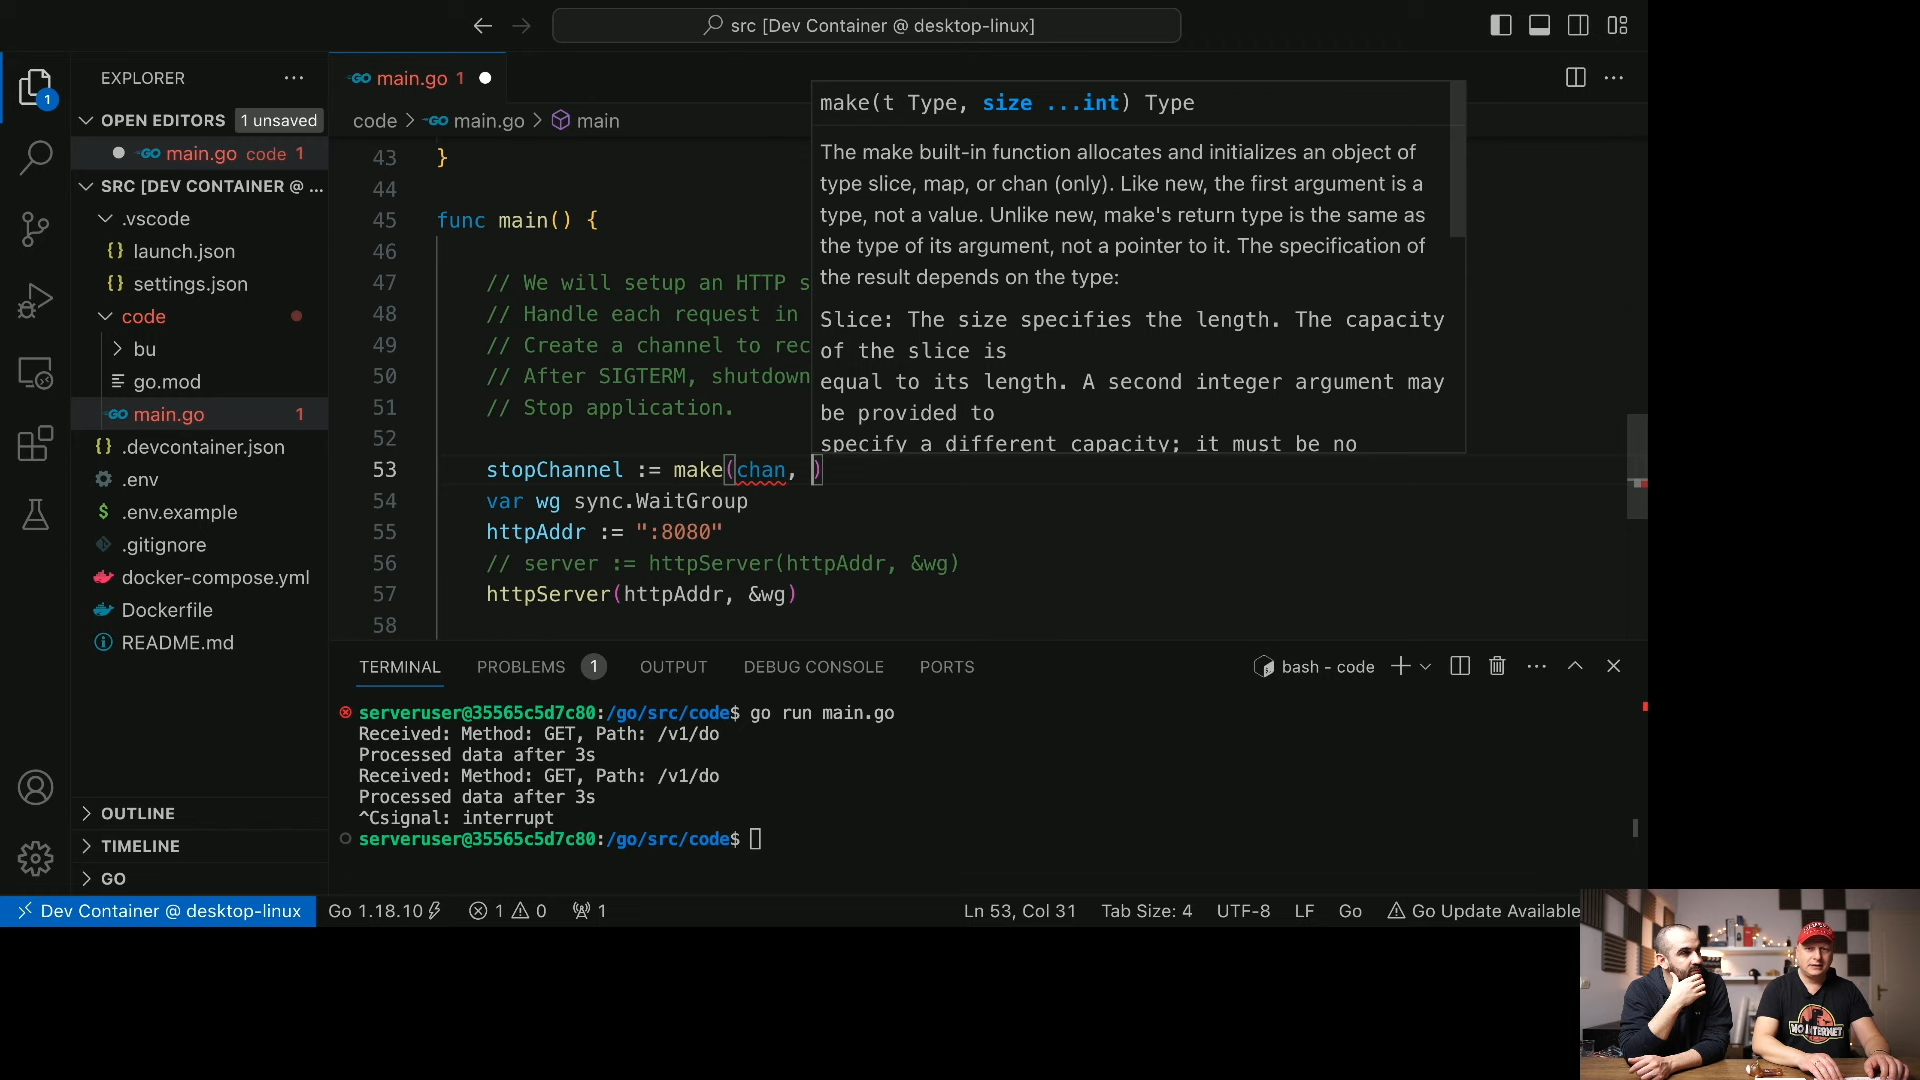 src [Dev Container @ desktop-linux]
EXPLORER
main.go 1
OPEN EDITORS 1 unsaved
main.go code 1
SRC [DEV CONTAINER @ ...
.vscode
launch.json
settings.json
code
bu
go.mod
main.go 1
.devcontainer.json
.env
.env.example
.gitignore
docker-compose.yml
Dockerfile
README.md
OUTLINE
TIMELINE
GO
code > main.go > main
43 }
44
45 func main() {
46
47 // We will setup an HTTP s
48 // Handle each request in
49 // Create a channel to rec
50 // After SIGTERM, shutdown
51 // Stop application.
52
53 stopChannel := make(chan, )
54 var wg sync.WaitGroup
55 httpAddr := ":8080"
56 // server := httpServer(httpAddr, &wg)
57 httpServer(httpAddr, &wg)
58
make(t Type, size ...int) Type
The make built-in function allocates and initializes an object of
type slice, map, or chan (only). Like new, the first argument is a
type, not a value. Unlike new, make's return type is the same as
the type of its argument, not a pointer to it. The specification of
the result depends on the type:
Slice: The size specifies the length. The capacity
of the slice is
equal to its length. A second integer argument may
be provided to
specify a different capacity; it must be no
TERMINAL PROBLEMS 1 OUTPUT DEBUG CONSOLE PORTS
bash - code
serveruser@35565c5d7c80:/go/src/code$ go run main.go
Received: Method: GET, Path: /v1/do
Processed data after 3s
Received: Method: GET, Path: /v1/do
Processed data after 3s
^Csignal: interrupt
serveruser@35565c5d7c80:/go/src/code$
Dev Container @ desktop-linux Go 1.18.10 1 0 1
Ln 53, Col 31 Tab Size: 4 UTF-8 LF Go Go Update Available
NO INTERNET